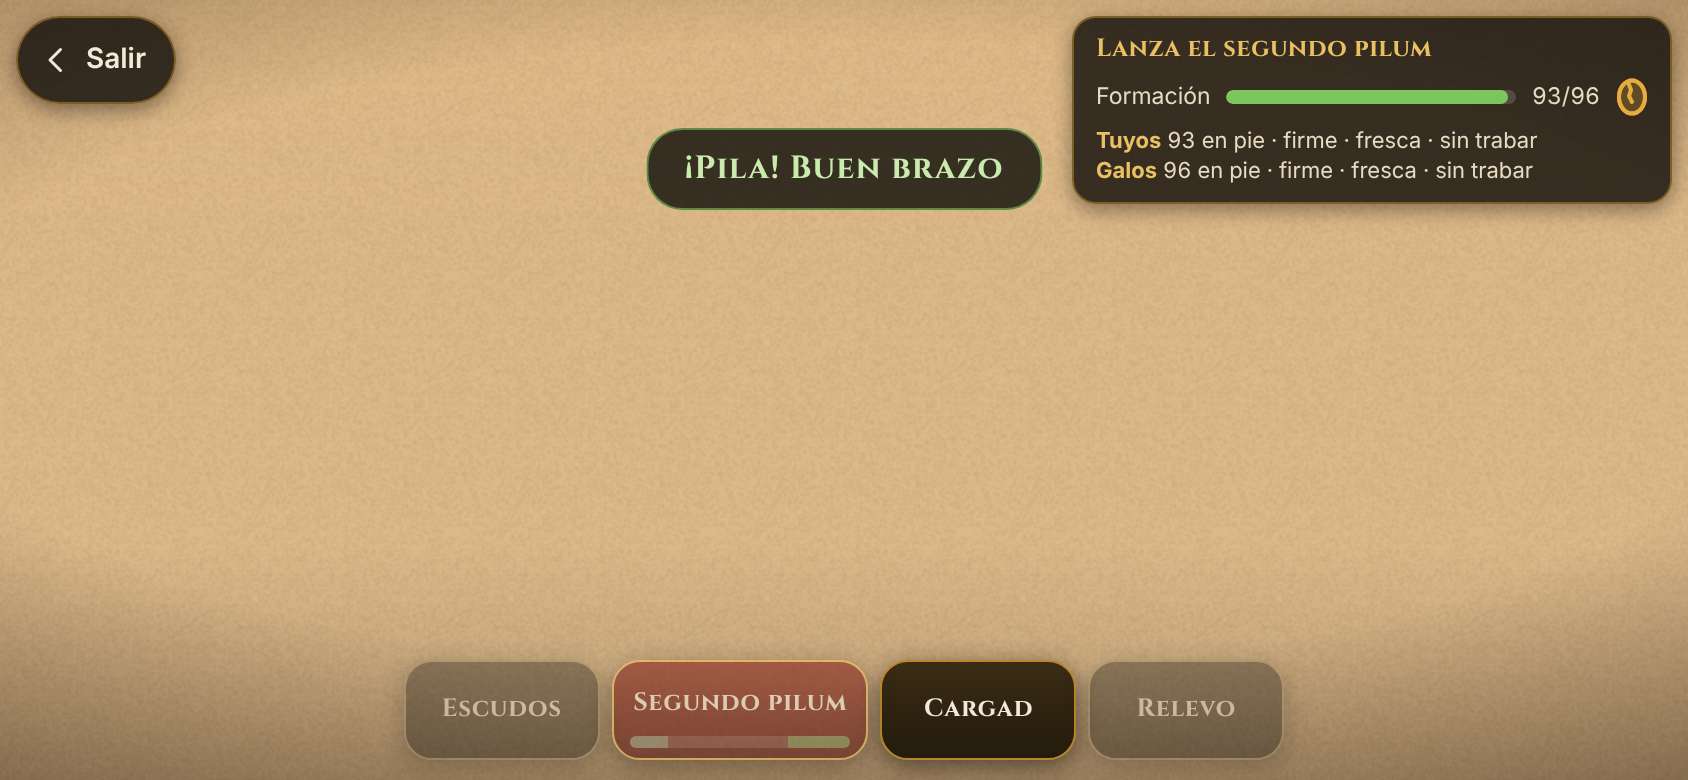 Salir
Lanza el segundo pilum
Formación 93/96
Tuyos 93 en pie · firme · fresca · sin trabar
Galos 96 en pie · firme · fresca · sin trabar
¡Pila! Buen brazo
Escudos
Segundo pilum
Cargad
Relevo